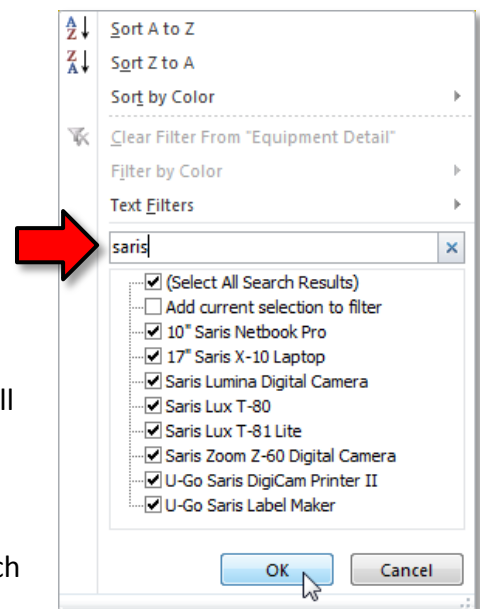 Sort A to Z
Sort Z to A
Sort by Color
Clear Filter From "Equipment Detail"
Filter by Color
Text Filters
saris
(Select All Search Results)
Add current selection to filter
10" Saris Netbook Pro
17" Saris X-10 Laptop
Saris Lumina Digital Camera
ll
Saris Lux T-80
Saris Lux T-81 Lite
Saris Zoom Z-60 Digital Camera
U-Go Saris DigiCam Printer II
U-Go Saris Label Maker
ch
OK Cancel